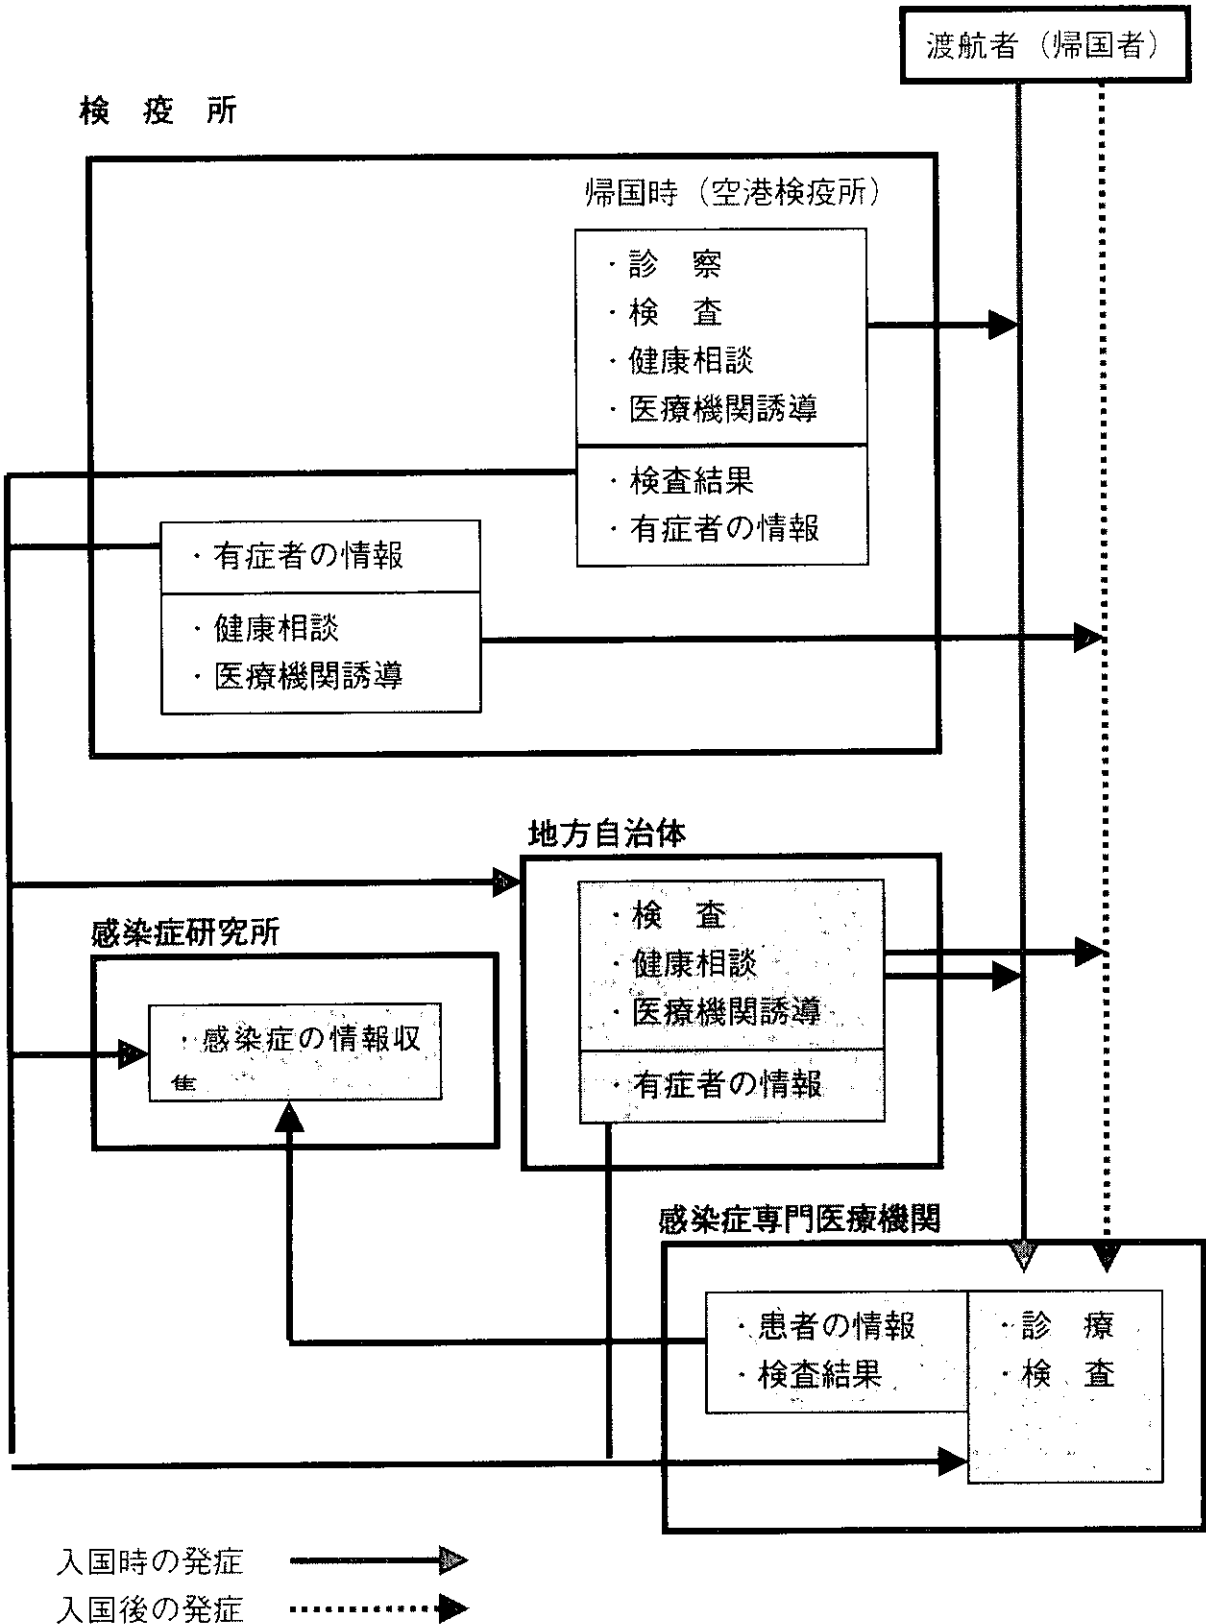 渡航者（帰国者）
検 疫 所
帰国時（空港検疫所）
・診 察
・検 査
・健康相談
・医療機関誘導
・検査結果
・有症者の情報
・有症者の情報
・健康相談
・医療機関誘導
地方自治体
・検 査
・健康相談
・医療機関誘導
・有症者の情報
感染症研究所
・感染症の情報収
集
感染症専門医療機関
・患者の情報
・検査結果
・診 療
・検 査
入国時の発症
入国後の発症